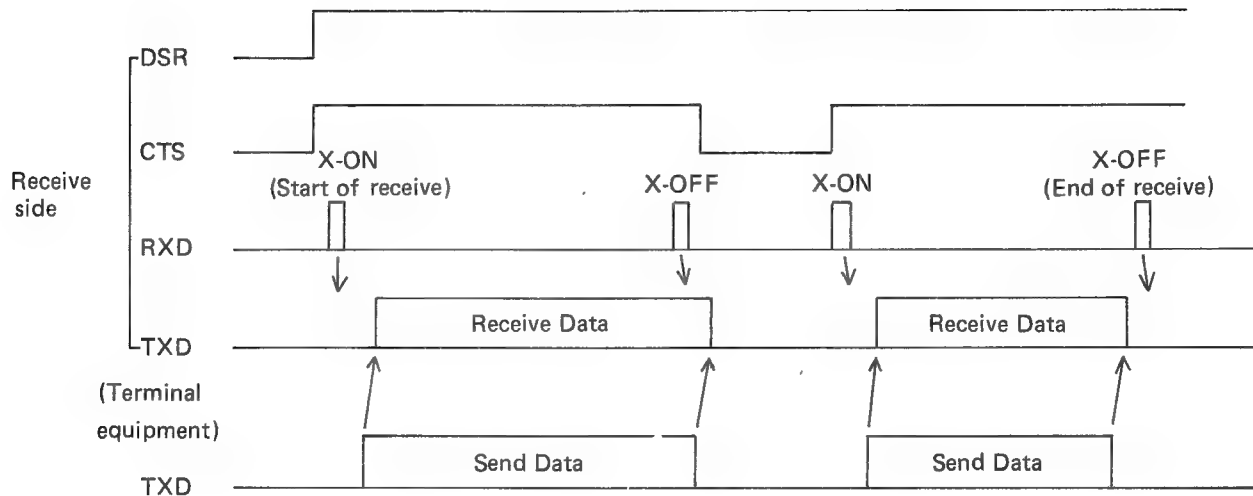 DSR
CTS
X-ON
(Start of receive)
X-OFF
X-ON
X-OFF
(End of receive)
Receive
side
RXD
Receive Data
Receive Data
TXD
(Terminal
equipment)
Send Data
Send Data
TXD